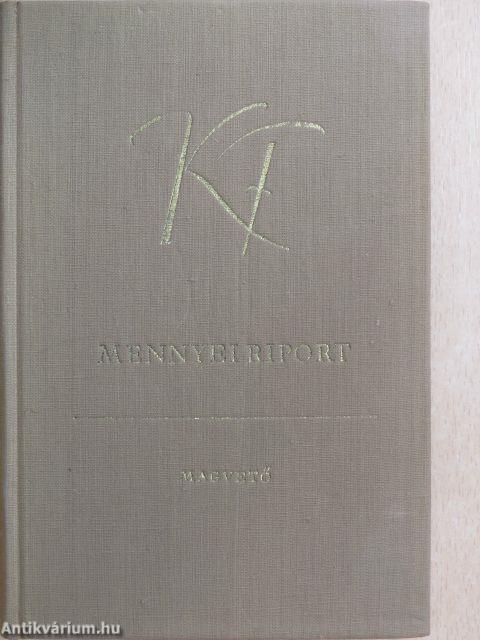 KF
MENNYEI RIPORT
MAGVETŐ
Antikvárium.hu